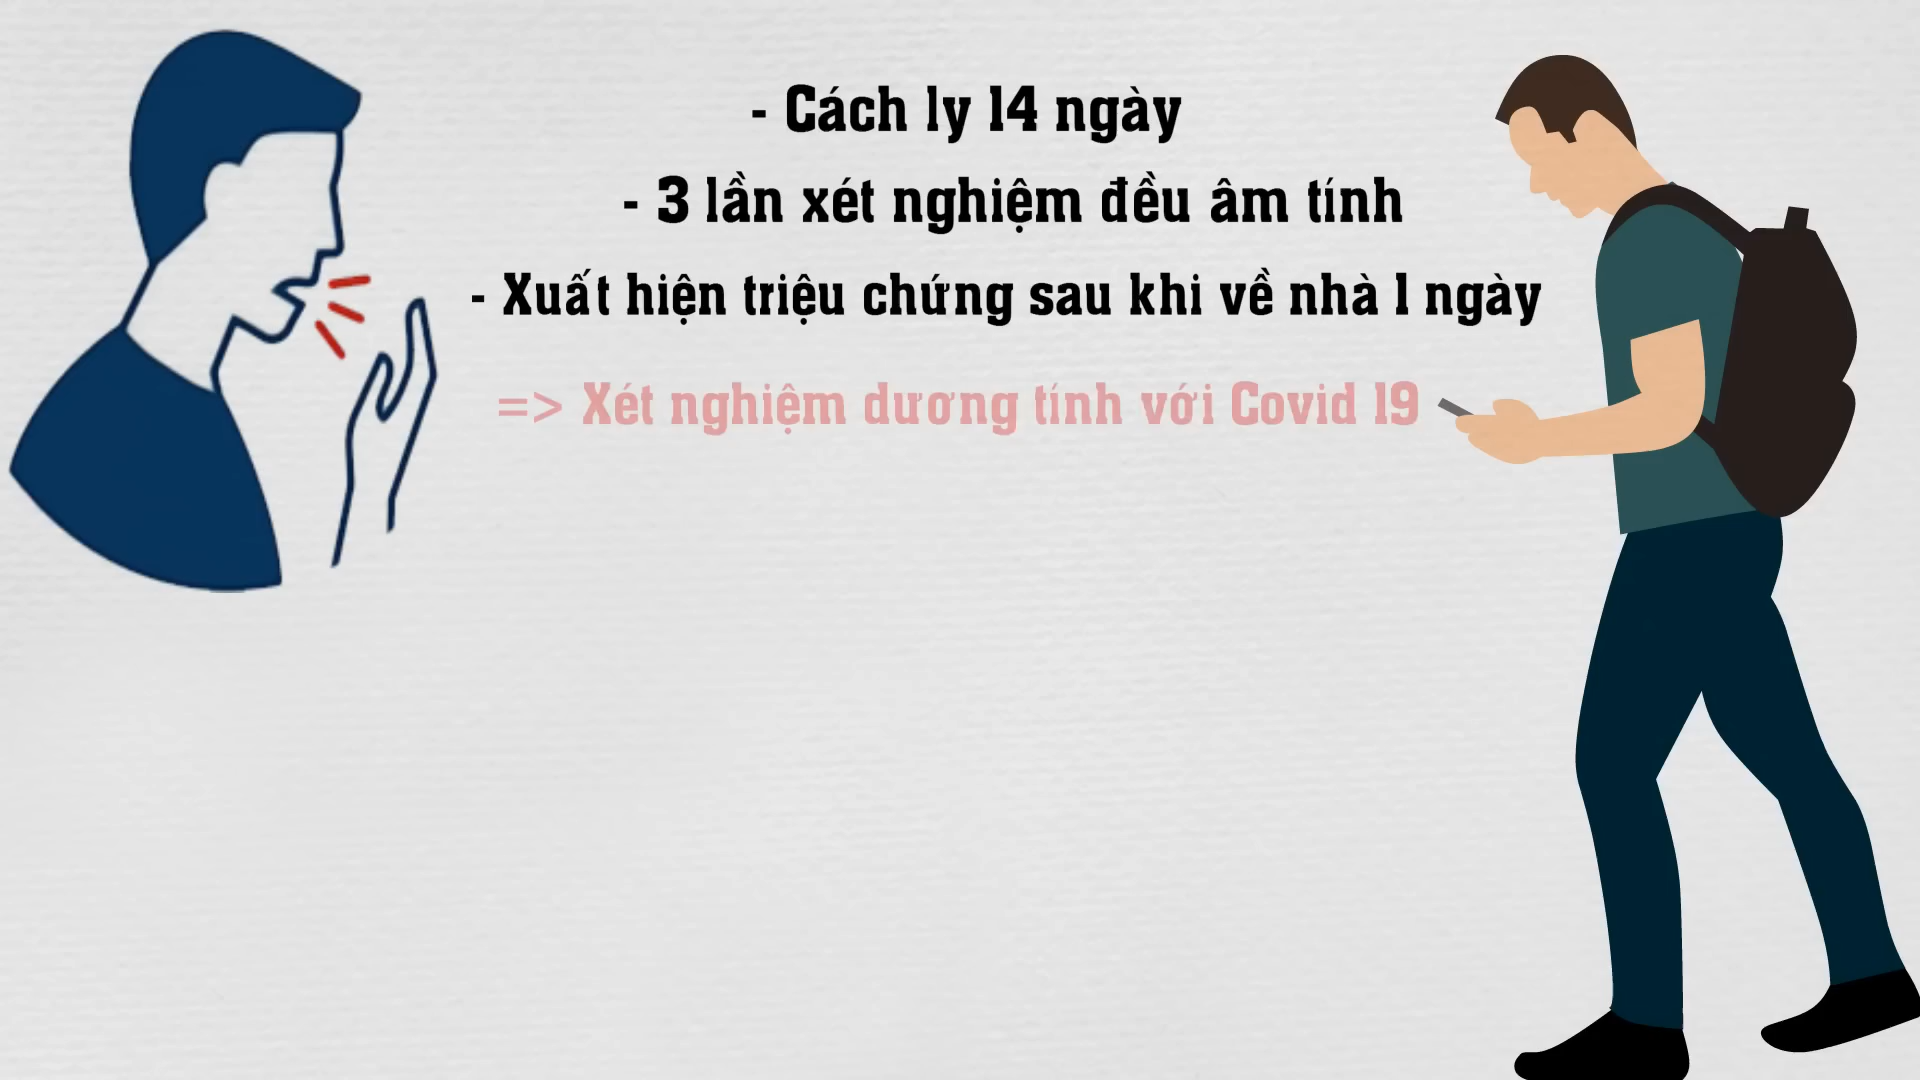 - Cách ly 14 ngày
- 3 lần xét nghiệm đều âm tính
- Xuất hiện triệu chứng sau khi về nhà 1 ngày
=> Xét nghiệm dương tính với Covid 19